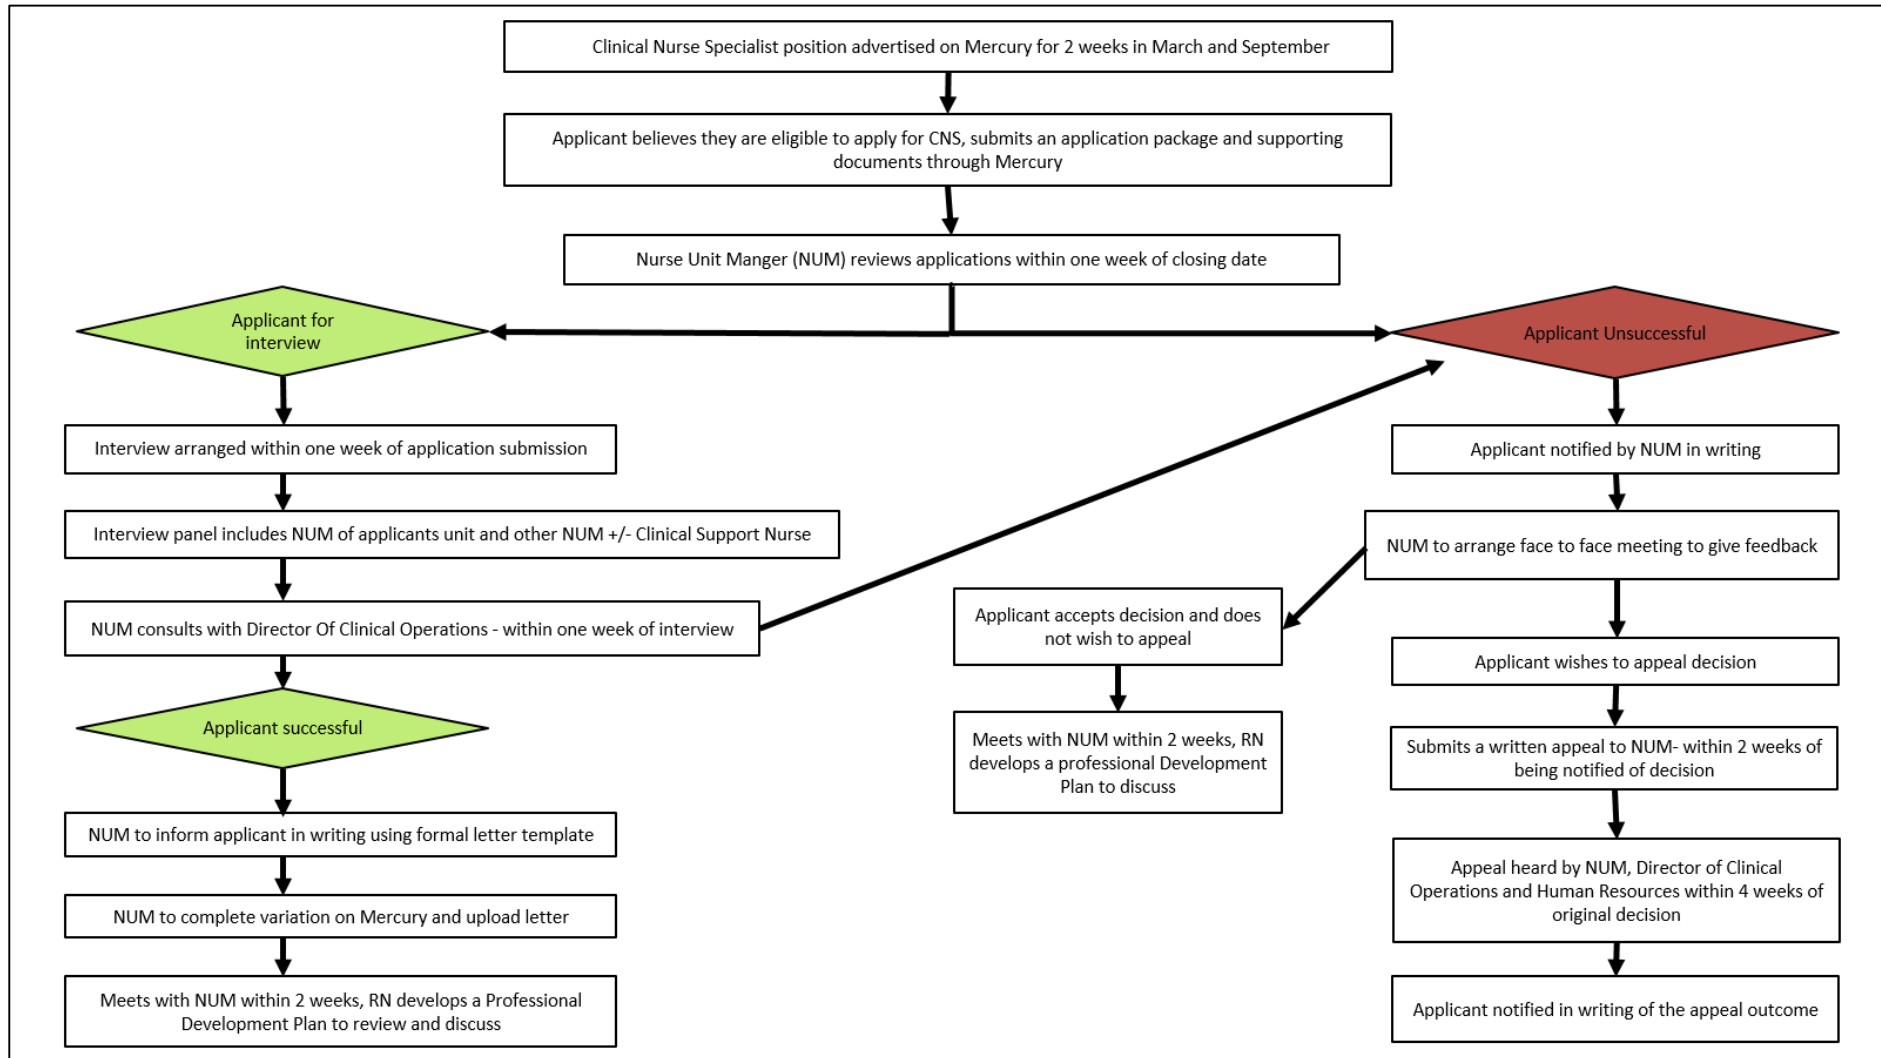 Clinical Nurse Specialist position advertised on Mercury for 2 weeks in March and September
Applicant believes they are eligible to apply for CNS, submits an application package and supporting
documents through Mercury
Nurse Unit Manger (NUM) reviews applications within one week of closing date
Applicant for
interview
Interview arranged within one week of application submission
Interview panel includes NUM of applicants unit and other NUM +/- Clinical Support Nurse
NUM consults with Director Of Clinical Operations - within one week of interview
Applicant successful
NUM to inform applicant in writing using formal letter template
NUM to complete variation on Mercury and upload letter
Meets with NUM within 2 weeks, RN develops a Professional
Development Plan to review and discuss
Applicant Unsuccessful
Applicant notified by NUM in writing
NUM to arrange face to face meeting to give feedback
Applicant accepts decision and does
not wish to appeal
Meets with NUM within 2 weeks, RN
develops a professional Development
Plan to discuss
Applicant wishes to appeal decision
Submits a written appeal to NUM- within 2 weeks of
being notified of decision
Appeal heard by NUM, Director of Clinical
Operations and Human Resources within 4 weeks of
original decision
Applicant notified in writing of the appeal outcome